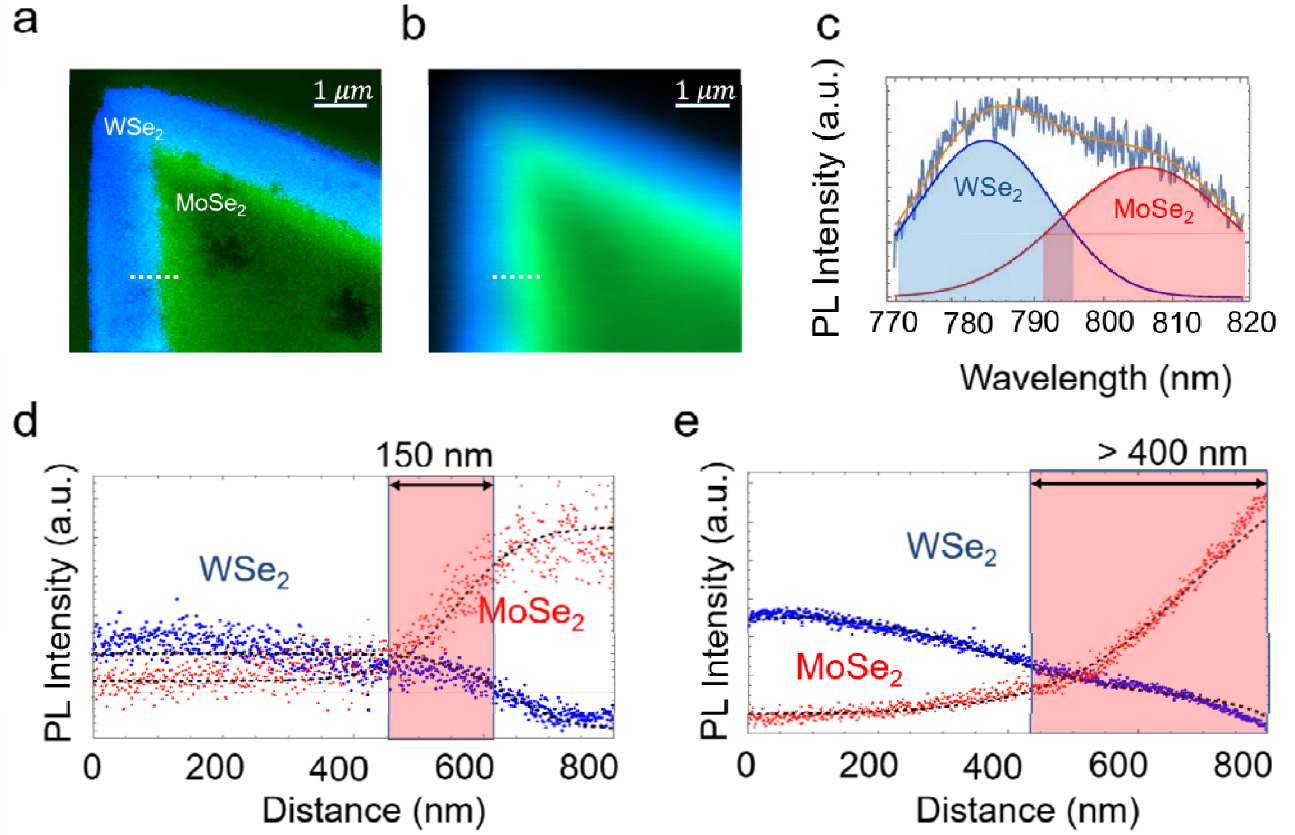 a
b
c
1 μm
WSe₂
MoSe₂
1 μm
PL Intensity (a.u.)
WSe₂
MoSe₂
770 780 790 800 810 820
Wavelength (nm)
d
e
150 nm
PL Intensity (a.u.)
WSe₂
MoSe₂
0 200 400 600 800
Distance (nm)
> 400 nm
PL Intensity (a.u.)
WSe₂
MoSe₂
0 200 400 600 800
Distance (nm)